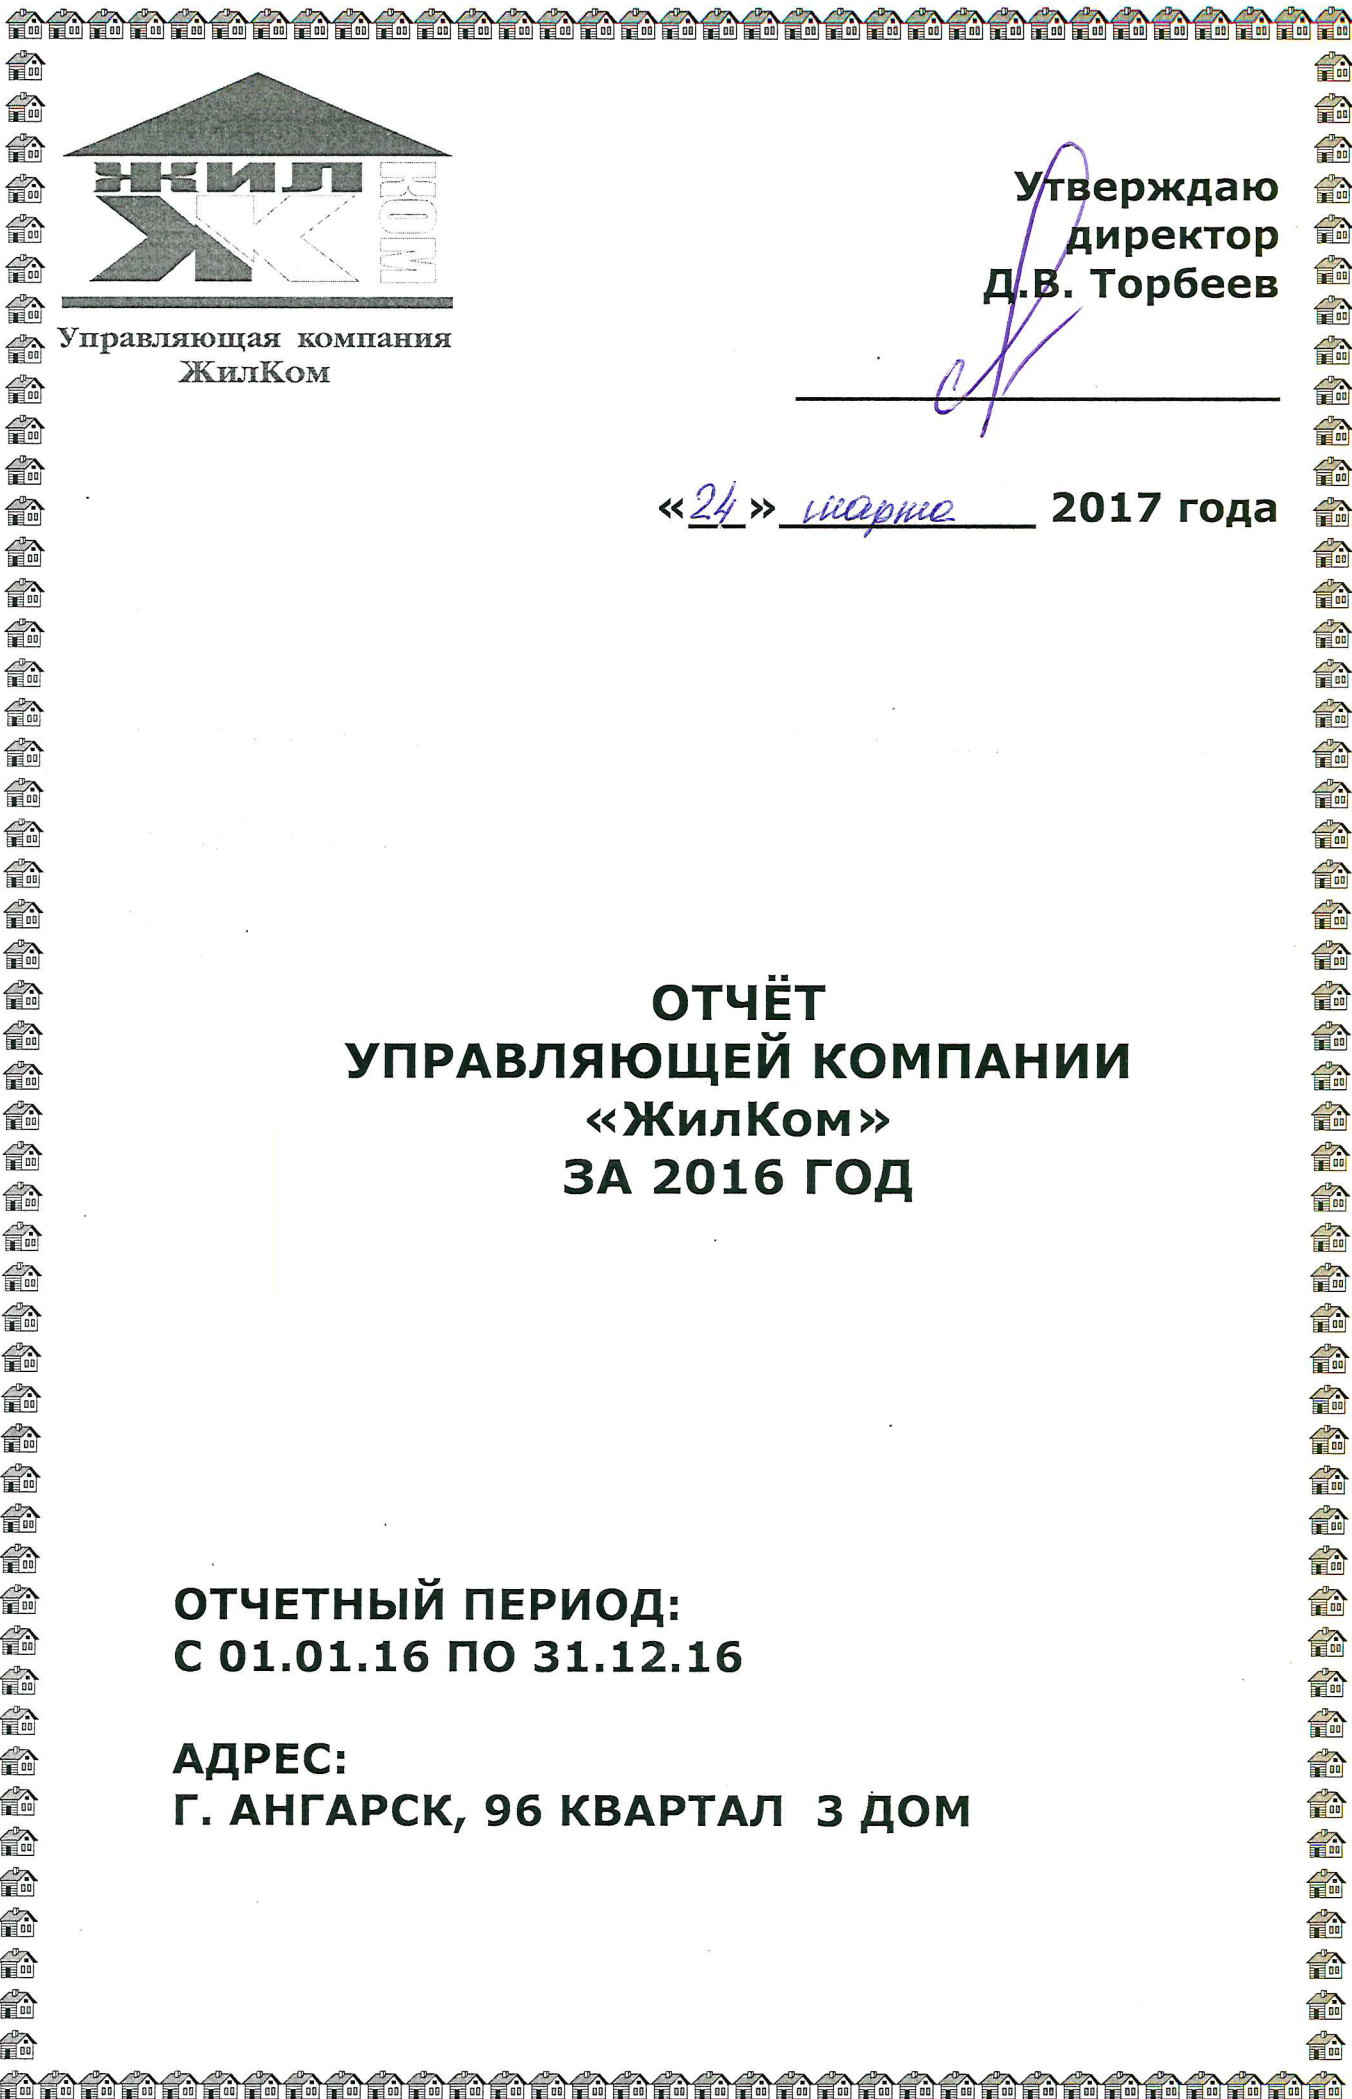 ЖИЛ
КОМ
ЖК
Управляющая компания
ЖилКом
Утверждаю
директор
Д.В. Торбеев
«24» марта 2017 года
ОТЧЁТ
УПРАВЛЯЮЩЕЙ КОМПАНИИ
«ЖилКом»
ЗА 2016 ГОД
ОТЧЕТНЫЙ ПЕРИОД:
С 01.01.16 ПО 31.12.16
АДРЕС:
Г. АНГАРСК, 96 КВАРТАЛ 3 ДОМ